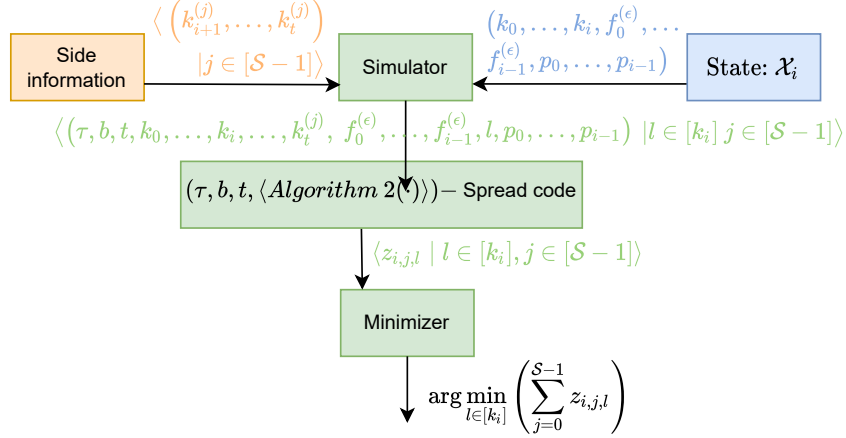 Side information
⟨(k_{i+1}^{(j)}, …, k_t^{(j)})
|j ∈ [𝒮 − 1]⟩
Simulator
(k_0, …, k_i, f_0^{(ϵ)}, …
f_{i−1}^{(ϵ)}, p_0, …, p_{i−1})
State: 𝒳_i
⟨(τ, b, t, k_0, …, k_i, …, k_t^{(j)}, f_0^{(ϵ)}, …, f_{i−1}^{(ϵ)}, l, p_0, …, p_{i−1}) |l ∈ [k_i] j ∈ [𝒮 − 1]⟩
(τ, b, t, ⟨Algorithm 2(·)⟩)− Spread code
⟨z_{i,j,l} | l ∈ [k_i], j ∈ [𝒮 − 1]⟩
Minimizer
arg min_{l∈[k_i]} (∑_{j=0}^{𝒮−1} z_{i,j,l})